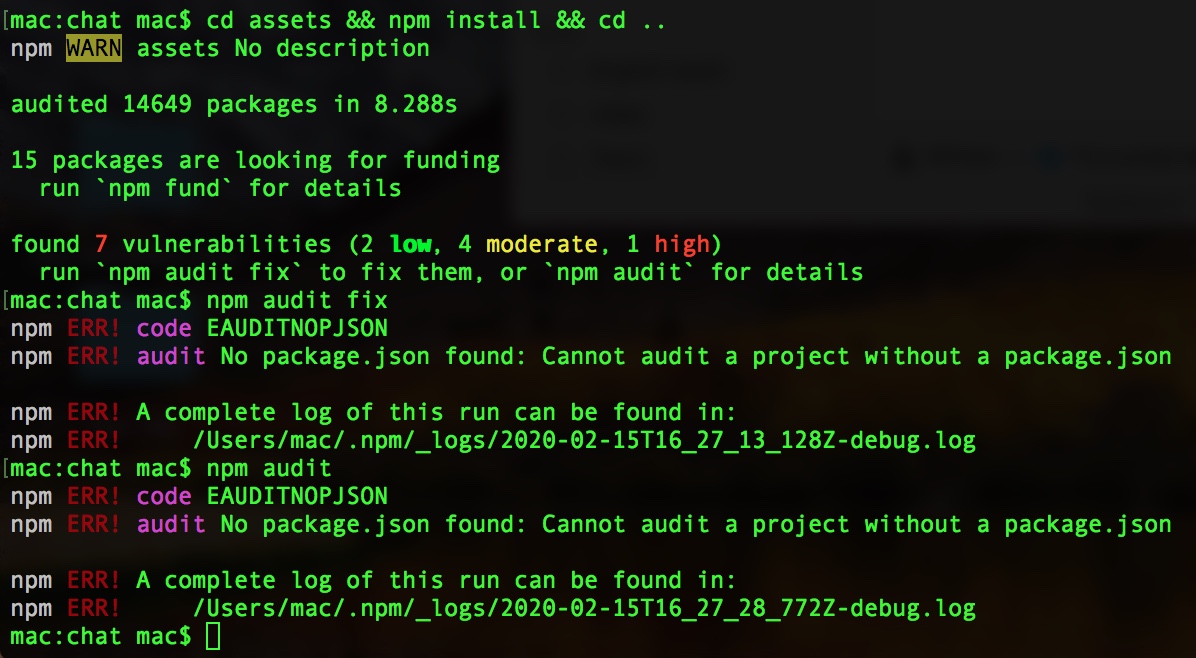 [mac:chat mac$ cd assets && npm install && cd ..
npm WARN assets No description
audited 14649 packages in 8.288s
15 packages are looking for funding
  run `npm fund` for details
found 7 vulnerabilities (2 low, 4 moderate, 1 high)
  run `npm audit fix` to fix them, or `npm audit` for details
[mac:chat mac$ npm audit fix
npm ERR! code EAUDITNOPJSON
npm ERR! audit No package.json found: Cannot audit a project without a package.json
npm ERR! A complete log of this run can be found in:
npm ERR!     /Users/mac/.npm/_logs/2020-02-15T16_27_13_128Z-debug.log
[mac:chat mac$ npm audit
npm ERR! code EAUDITNOPJSON
npm ERR! audit No package.json found: Cannot audit a project without a package.json
npm ERR! A complete log of this run can be found in:
npm ERR!     /Users/mac/.npm/_logs/2020-02-15T16_27_28_772Z-debug.log
mac:chat mac$